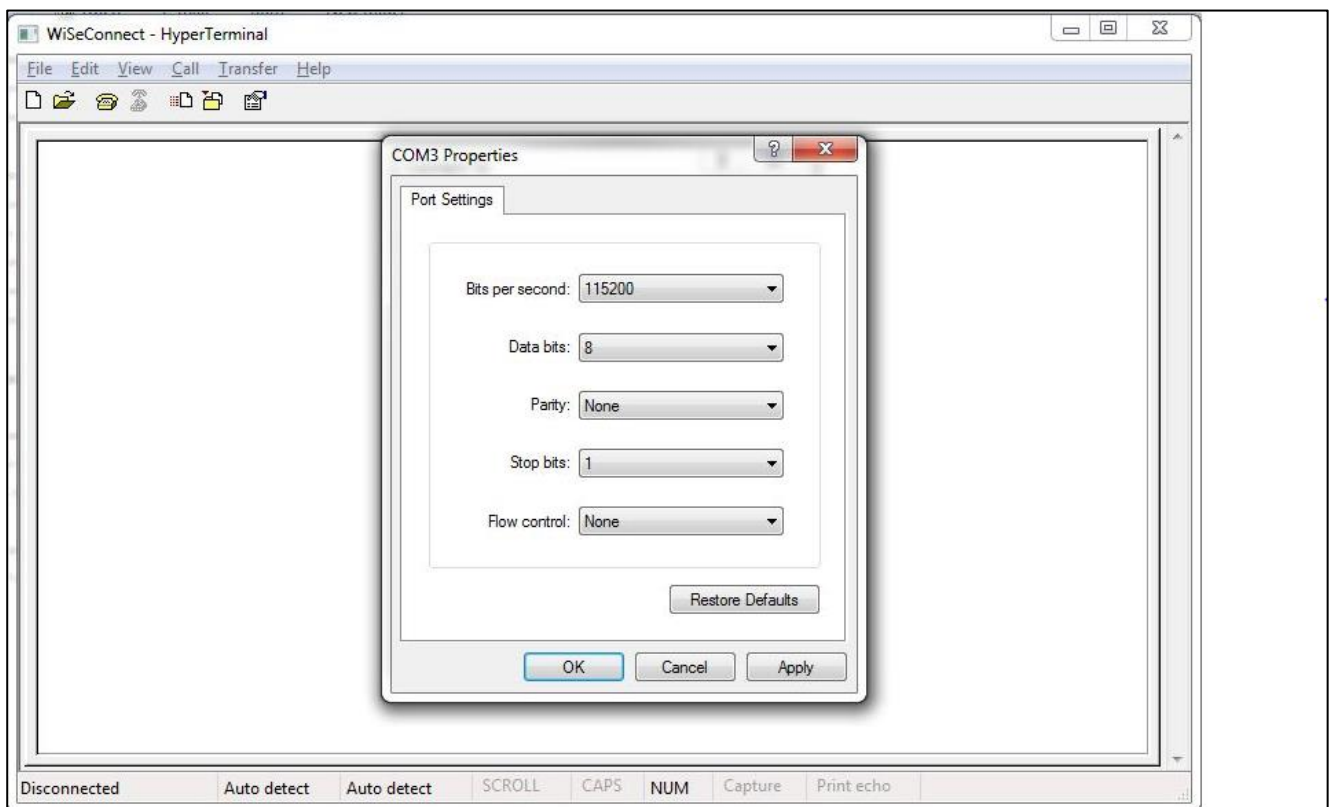 WiSeConnect - HyperTerminal
File Edit View Call Transfer Help
COM3 Properties
Port Settings
Bits per second: 115200
Data bits: 8
Parity: None
Stop bits: 1
Flow control: None
Restore Defaults
OK Cancel Apply
Disconnected Auto detect Auto detect SCROLL CAPS NUM Capture Print echo